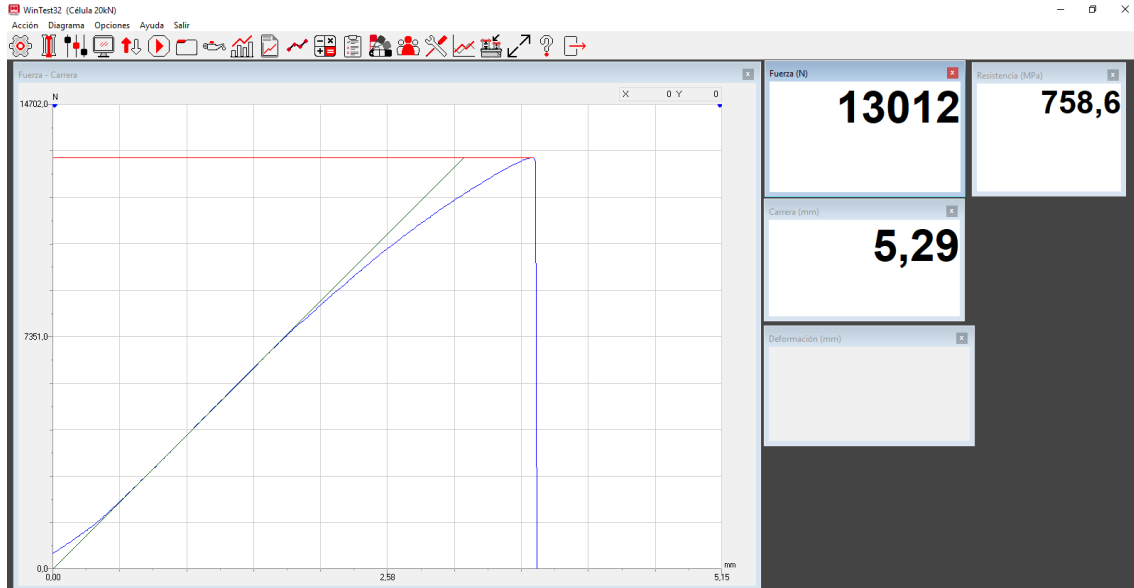 WinTest32 (Célula 20kN)
Acción Diagrama Opciones Ayuda Salir
Fuerza - Carrera
X 0 Y 0
N
14702,0
7351,0
0,0
0,00 2,58 5,15
mm
Fuerza (N)
13012
Resistencia (MPa)
758,6
Carrera (mm)
5,29
Deformación (mm)